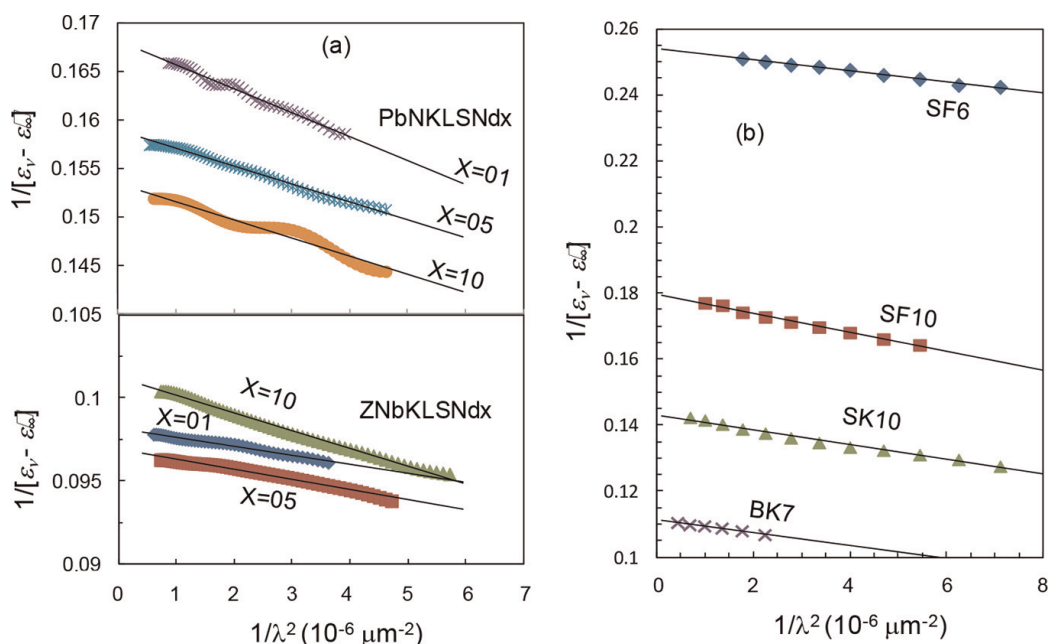 0.17
(a)
0.165
PbNKLSNdx
0.16
X=01
0.155
X=05
0.15
X=10
0.145
0.105
1/[εᵥ - ε∞]
X=10
0.1
ZNbKLSNdx
X=01
0.095
X=05
0.09
1/[εᵥ - ε∞]
0 1 2 3 4 5 6 7
1/λ² (10⁻⁶ μm⁻²)
0.26
0.24
SF6
(b)
0.22
0.2
1/[εᵥ - ε∞]
0.18
SF10
0.16
SK10
0.14
0.12
BK7
0.1
0 2 4 6 8
1/λ² (10⁻⁶ μm⁻²)